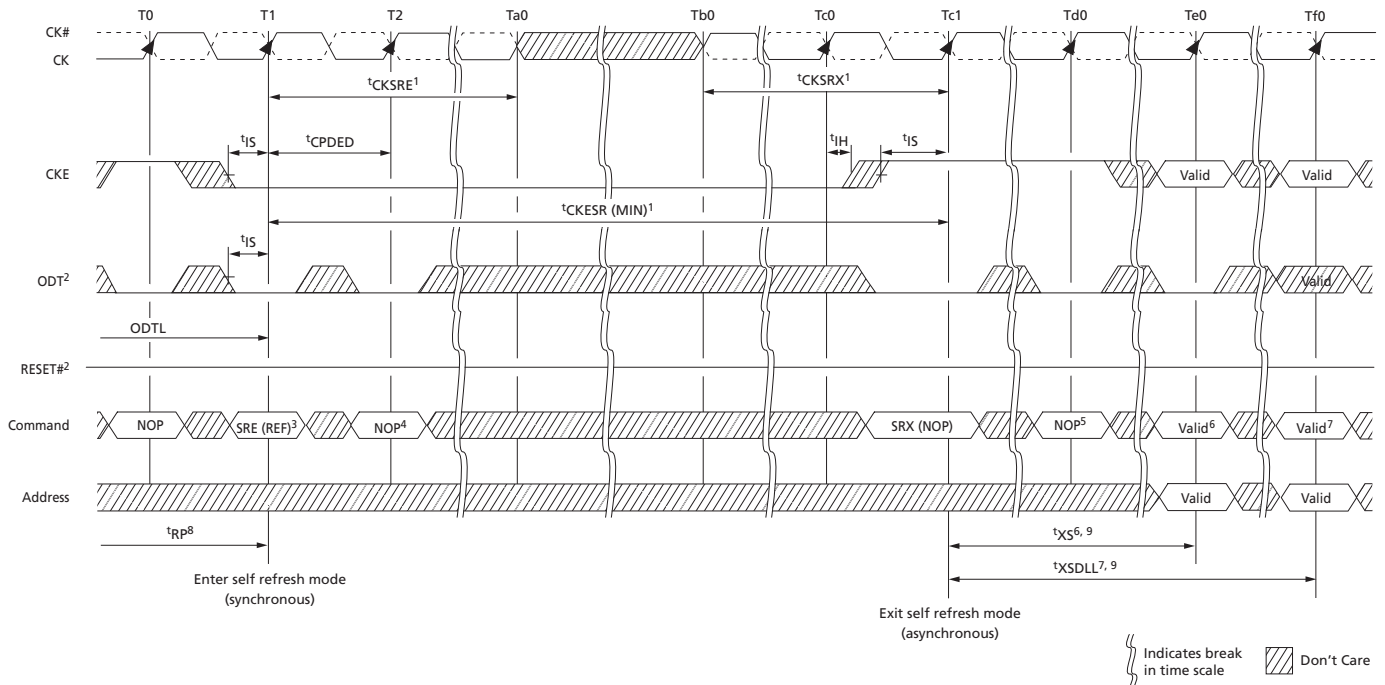 T0 T1 T2 Ta0 Tb0 Tc0 Tc1 Td0 Te0 Tf0
CK#
CK
tCKSRE1 tCKSRX1
tIS tCPDED tIH tIS
CKE Valid Valid
tCKESR (MIN)1
tIS
ODT2 Valid
ODTL
RESET#2
Command NOP SRE (REF)3 NOP4 SRX (NOP) NOP5 Valid6 Valid7
Address Valid Valid
tRP8 tXS6, 9
tXSDLL7, 9
Enter self refresh mode
(synchronous)
Exit self refresh mode
(asynchronous)
Indicates break
in time scale
Don't Care